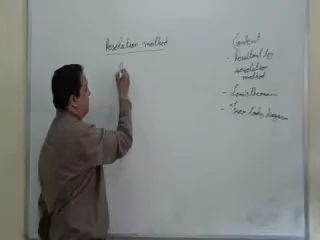 Resolution method
Content
- Resultant by
resolution
method
- Lami's theorem
- Free body diagram